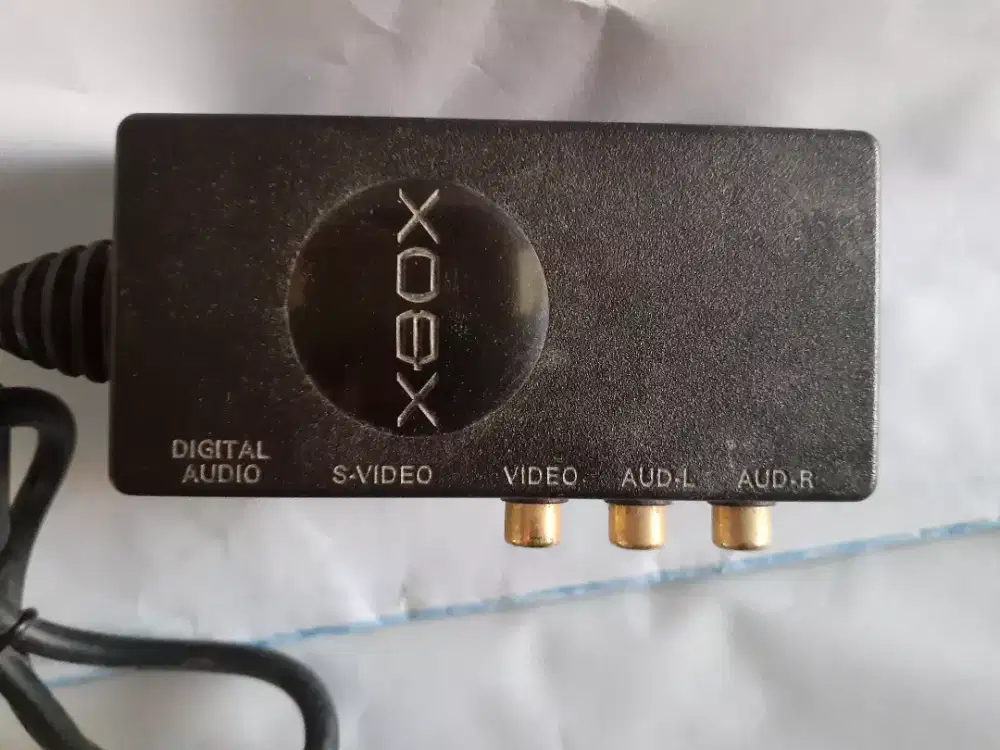 XBOX
DIGITAL
AUDIO
S-VIDEO
VIDEO
AUD-L
AUD-R